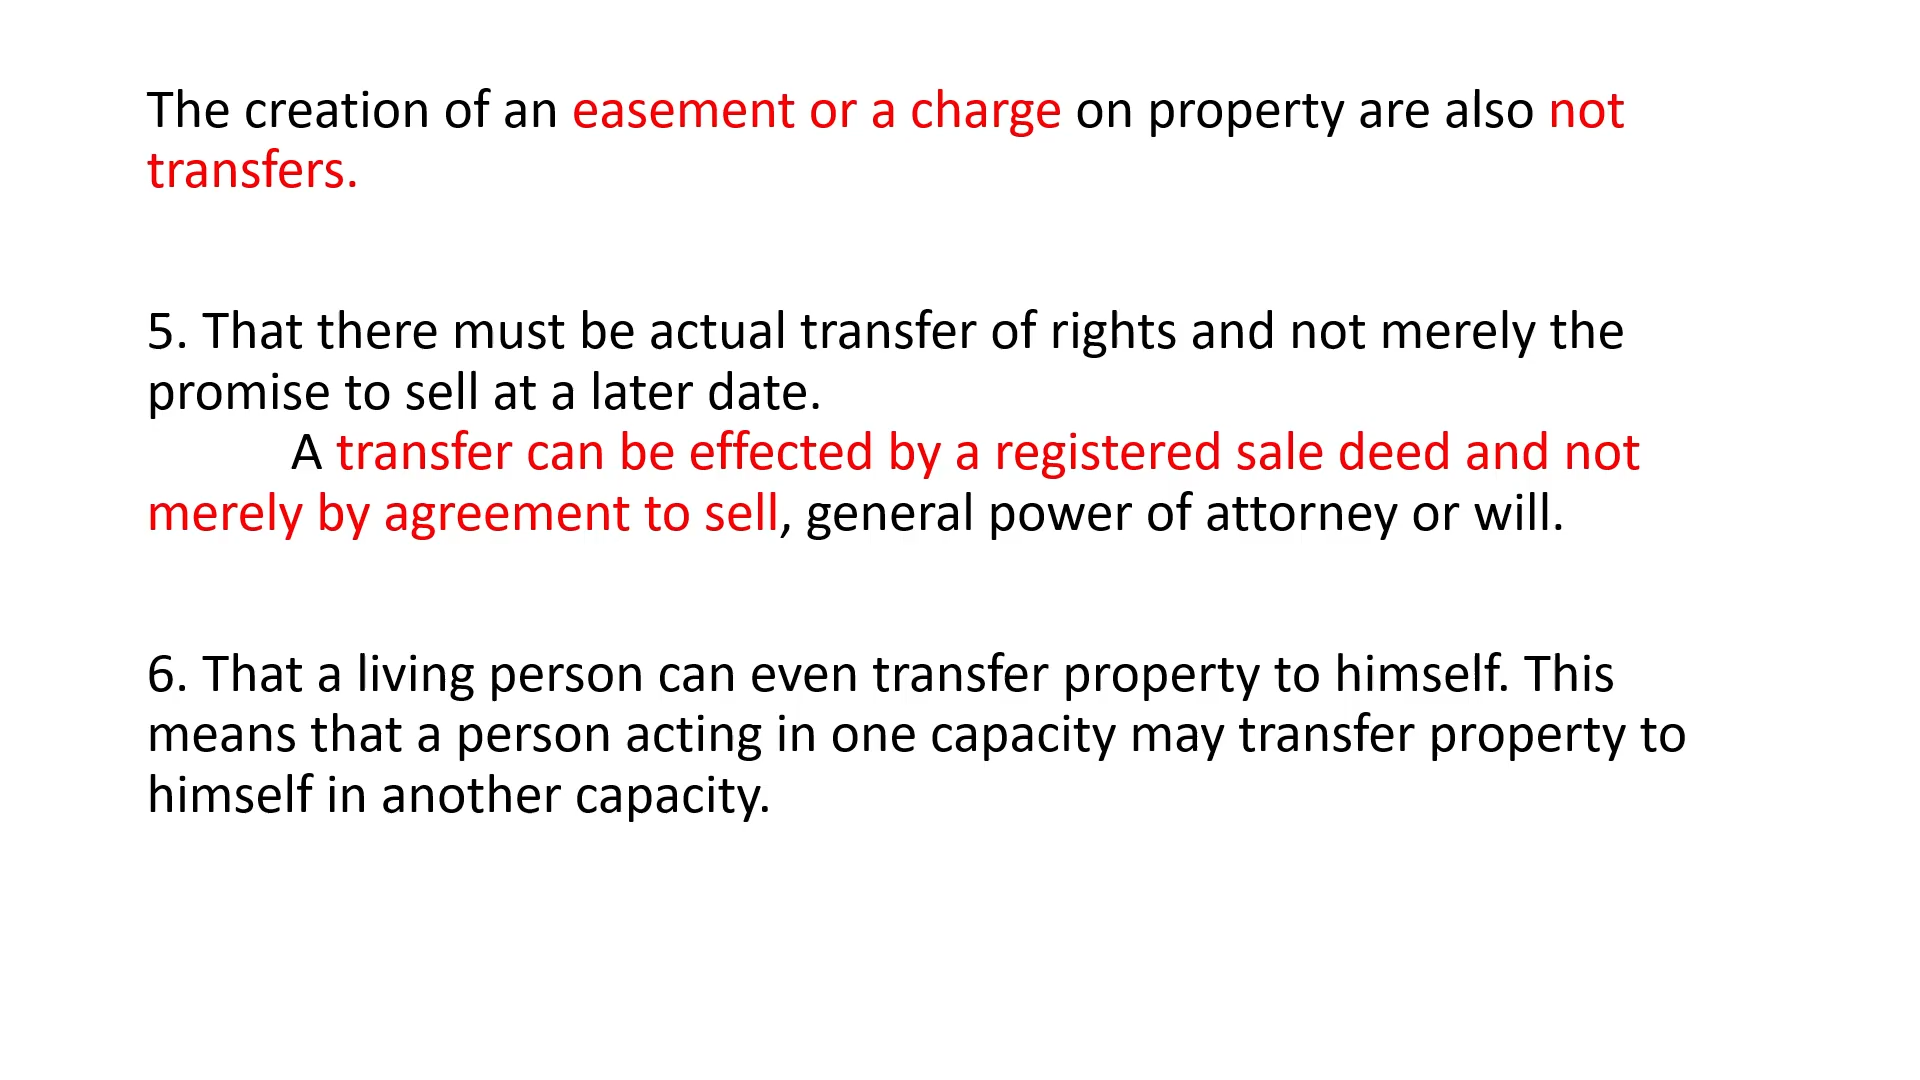 The creation of an easement or a charge on property are also not
transfers.
5. That there must be actual transfer of rights and not merely the
promise to sell at a later date.
A transfer can be effected by a registered sale deed and not
merely by agreement to sell, general power of attorney or will.
6. That a living person can even transfer property to himself. This
means that a person acting in one capacity may transfer property to
himself in another capacity.